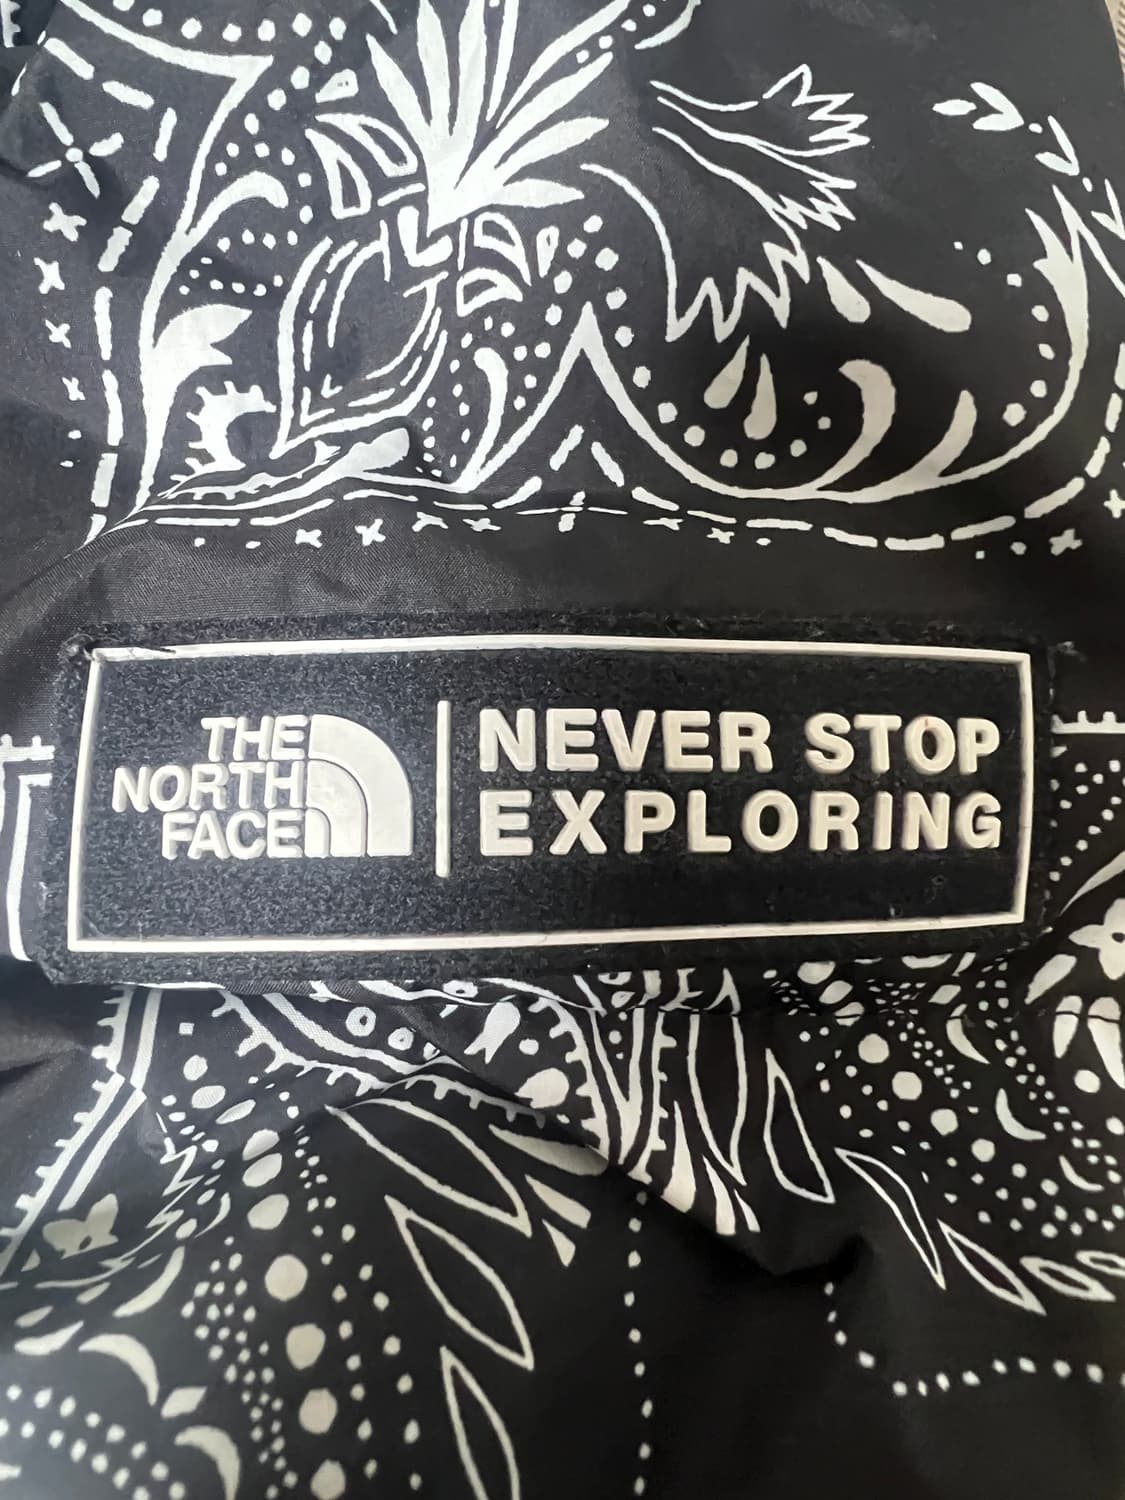 THE
NORTH
FACE
NEVER STOP
EXPLORING